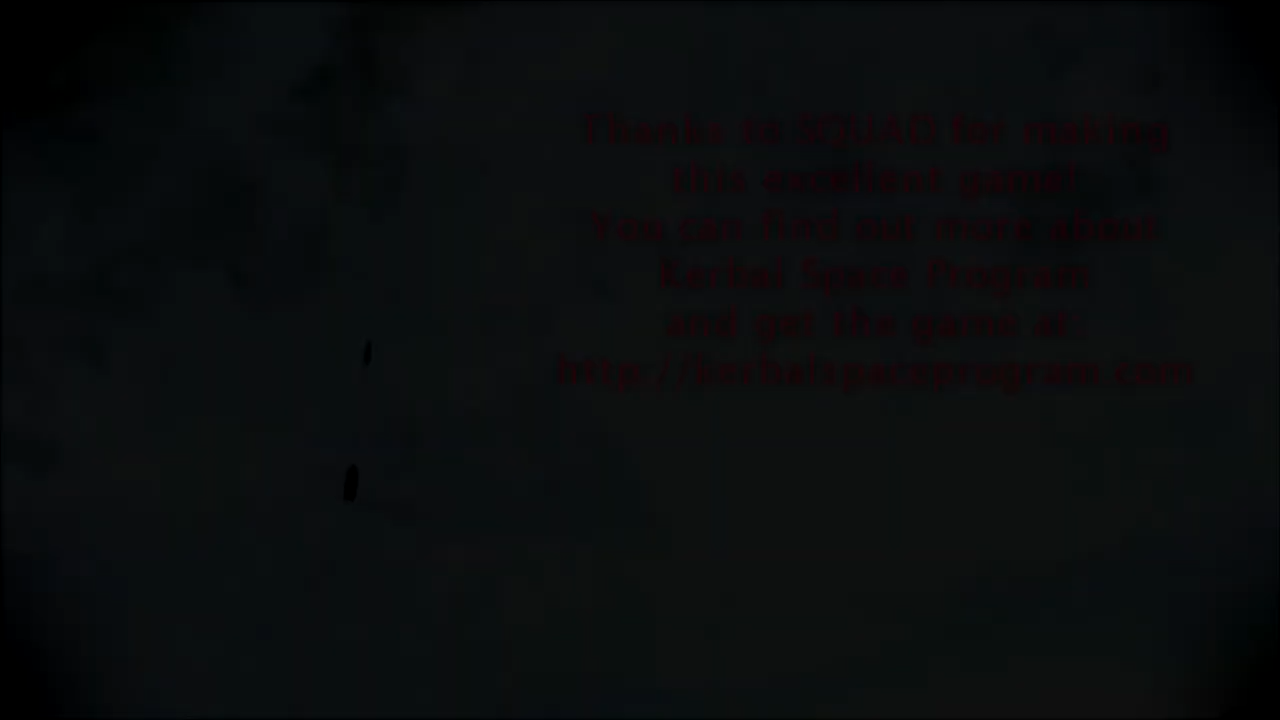 Thanks to SQUAD for making
this excellent game!
You can find out more about
Kerbal Space Program
and get the game at:
http://kerbalspaceprogram.com